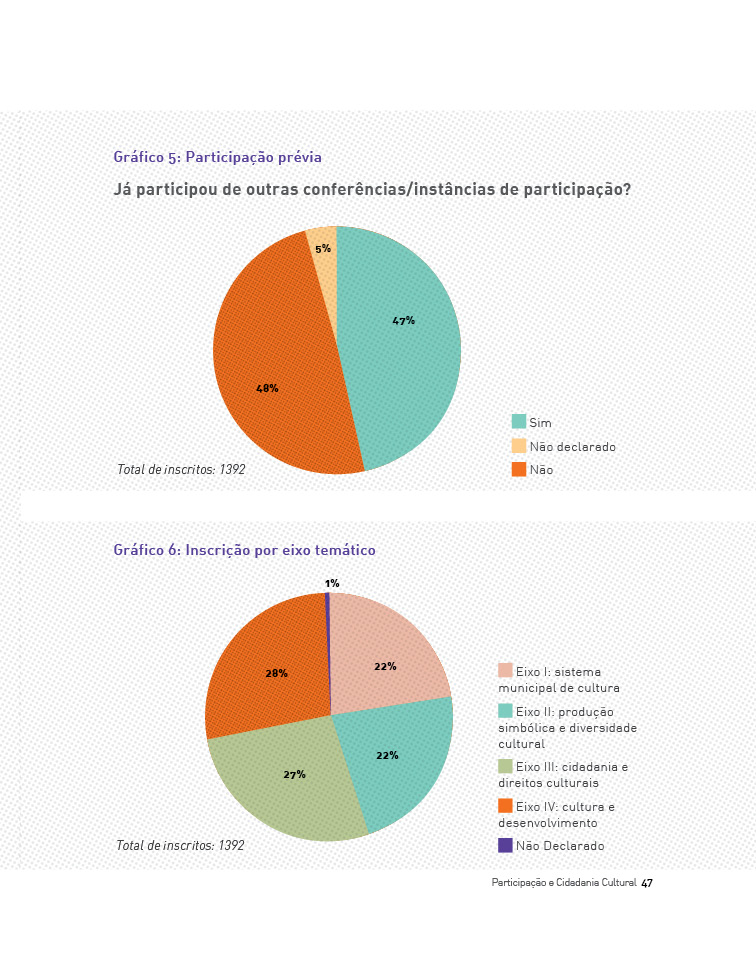 Gráfico 5: Participação prévia
Já participou de outras conferências/instâncias de participação?
5%
47%
48%
Sim
Não declarado
Não
Total de inscritos: 1392
Gráfico 6: Inscrição por eixo temático
1%
22%
28%
22%
27%
Eixo I: sistema
municipal de cultura
Eixo II: produção
simbólica e diversidade
cultural
Eixo III: cidadania e
direitos culturais
Eixo IV: cultura e
desenvolvimento
Não Declarado
Total de inscritos: 1392
Participação e Cidadania Cultural 47